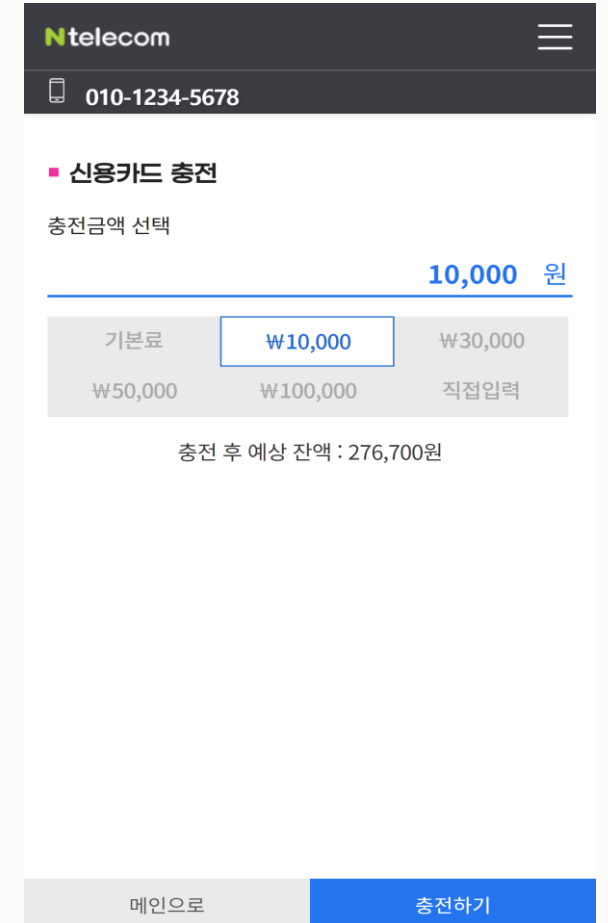 Ntelecom
010-1234-5678
신용카드 충전
충전금액 선택
10,000 원
기본료 ₩10,000 ₩30,000
₩50,000 ₩100,000 직접입력
충전 후 예상 잔액 : 276,700원
메인으로 충전하기